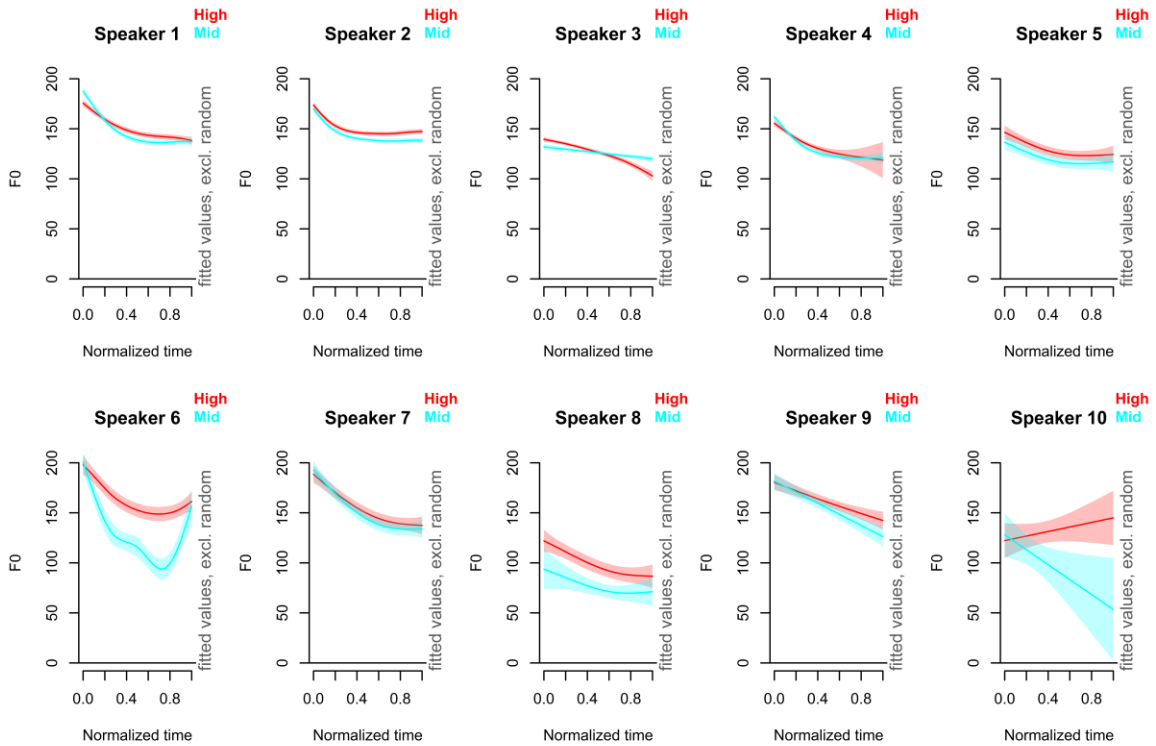 Speaker 1
High
Mid
F0
0
50
100
150
200
0.0 0.4 0.8
Normalized time
fitted values, excl. random
Speaker 2
High
Mid
F0
0
50
100
150
200
0.0 0.4 0.8
Normalized time
fitted values, excl. random
Speaker 3
High
Mid
F0
0
50
100
150
200
0.0 0.4 0.8
Normalized time
fitted values, excl. random
Speaker 4
High
Mid
F0
0
50
100
150
200
0.0 0.4 0.8
Normalized time
fitted values, excl. random
Speaker 5
High
Mid
F0
0
50
100
150
200
0.0 0.4 0.8
Normalized time
fitted values, excl. random
Speaker 6
High
Mid
F0
0
50
100
150
200
0.0 0.4 0.8
Normalized time
fitted values, excl. random
Speaker 7
High
Mid
F0
0
50
100
150
200
0.0 0.4 0.8
Normalized time
fitted values, excl. random
Speaker 8
High
Mid
F0
0
50
100
150
200
0.0 0.4 0.8
Normalized time
fitted values, excl. random
Speaker 9
High
Mid
F0
0
50
100
150
200
0.0 0.4 0.8
Normalized time
fitted values, excl. random
Speaker 10
High
Mid
F0
0
50
100
150
200
0.0 0.4 0.8
Normalized time
fitted values, excl. random